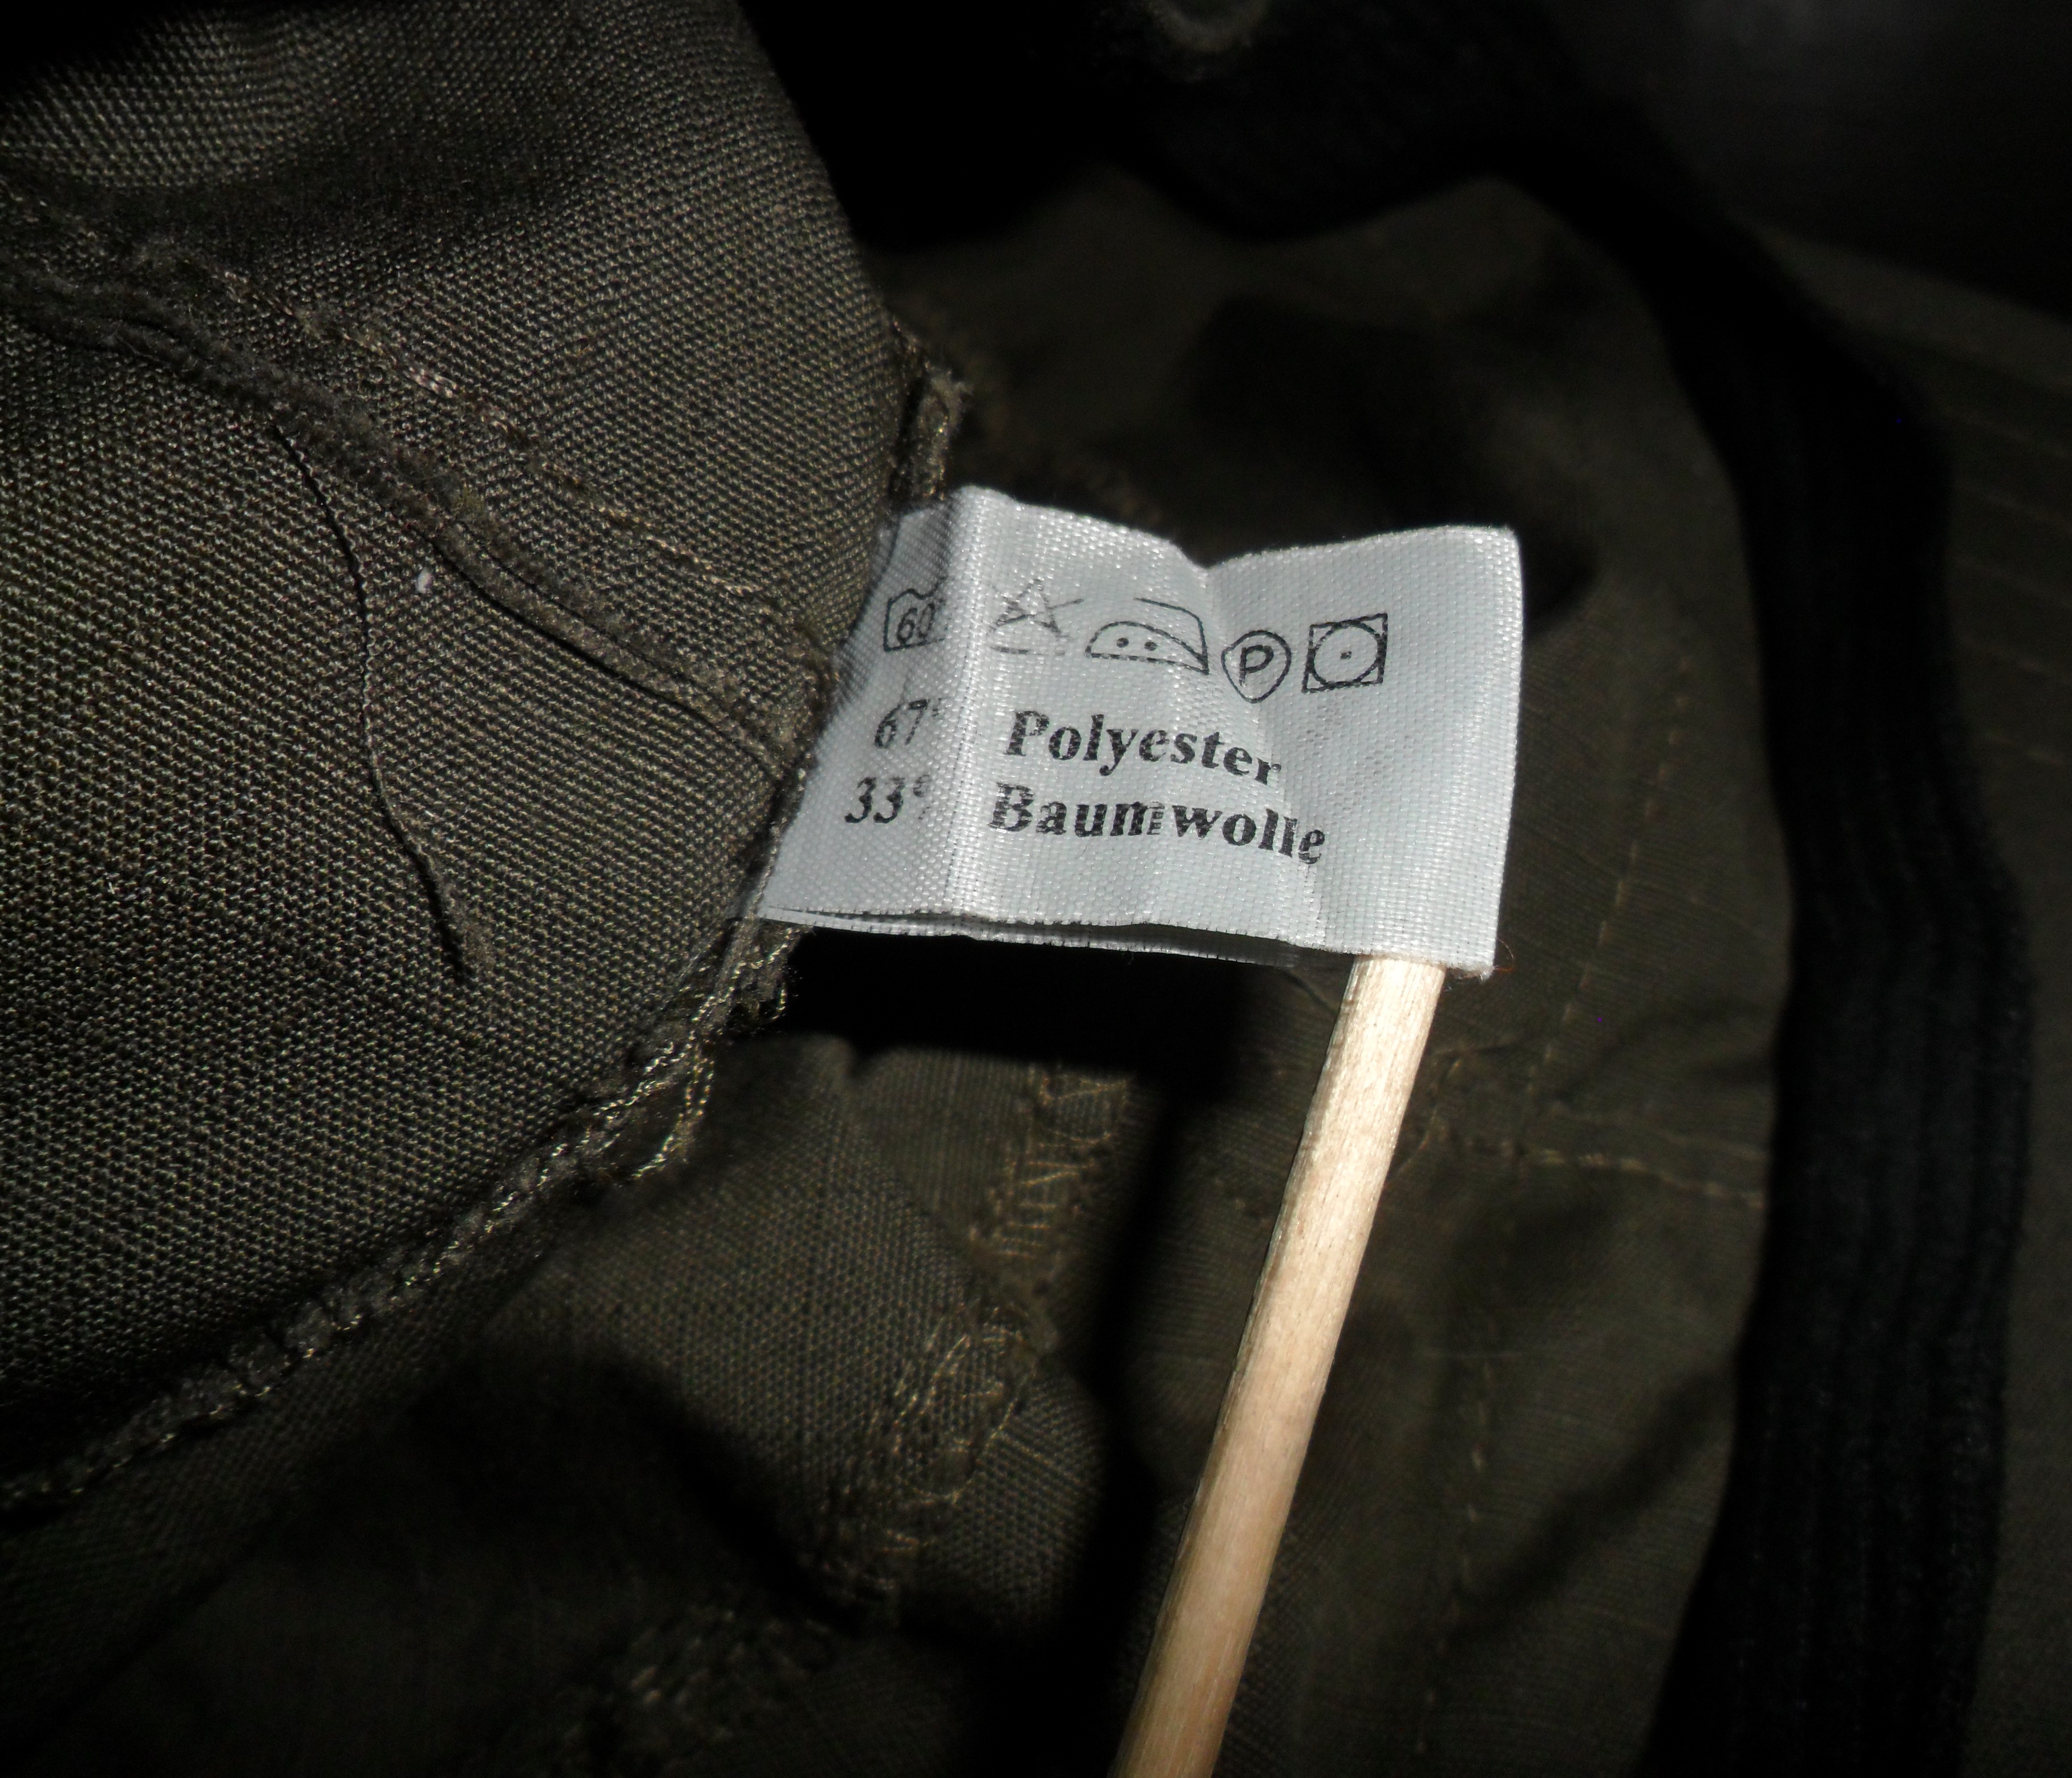 60 P
67% Polyester
33% Baumwolle